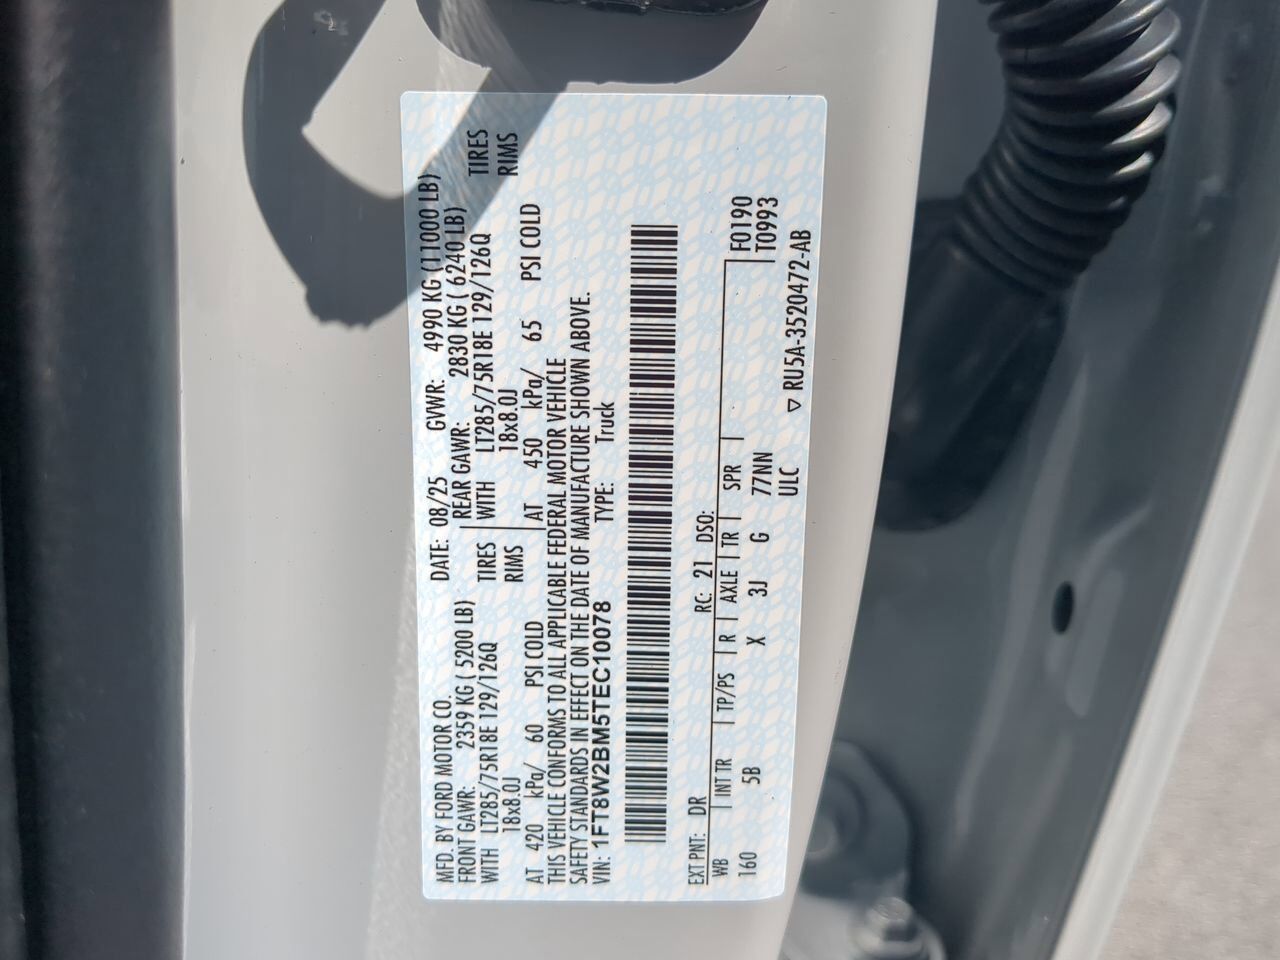 MFD. BY FORD MOTOR CO.
DATE: 08/25 GVWR: 4990 KG (11000 LB)
FRONT GAWR: 2359 KG ( 5200 LB) REAR GAWR: 2830 KG ( 6240 LB)
WITH LT285/75R18E 129/126Q TIRES WITH LT285/75R18E 129/126Q TIRES
18x8.0J RIMS 18x8.0J RIMS
AT 420 kPa/ 60 PSI COLD AT 450 kPa/ 65 PSI COLD
THIS VEHICLE CONFORMS TO ALL APPLICABLE FEDERAL MOTOR VEHICLE
SAFETY STANDARDS IN EFFECT ON THE DATE OF MANUFACTURE SHOWN ABOVE.
VIN: 1FT8W2BM5TEC10078 TYPE: Truck
EXT PNT: DR RC: 21 DSO:
WB INT TR TP/PS R AXLE TR SPR F0190
160 5B X 3J G 77NN T0993
ULC
▽ RU5A-3520472-AB